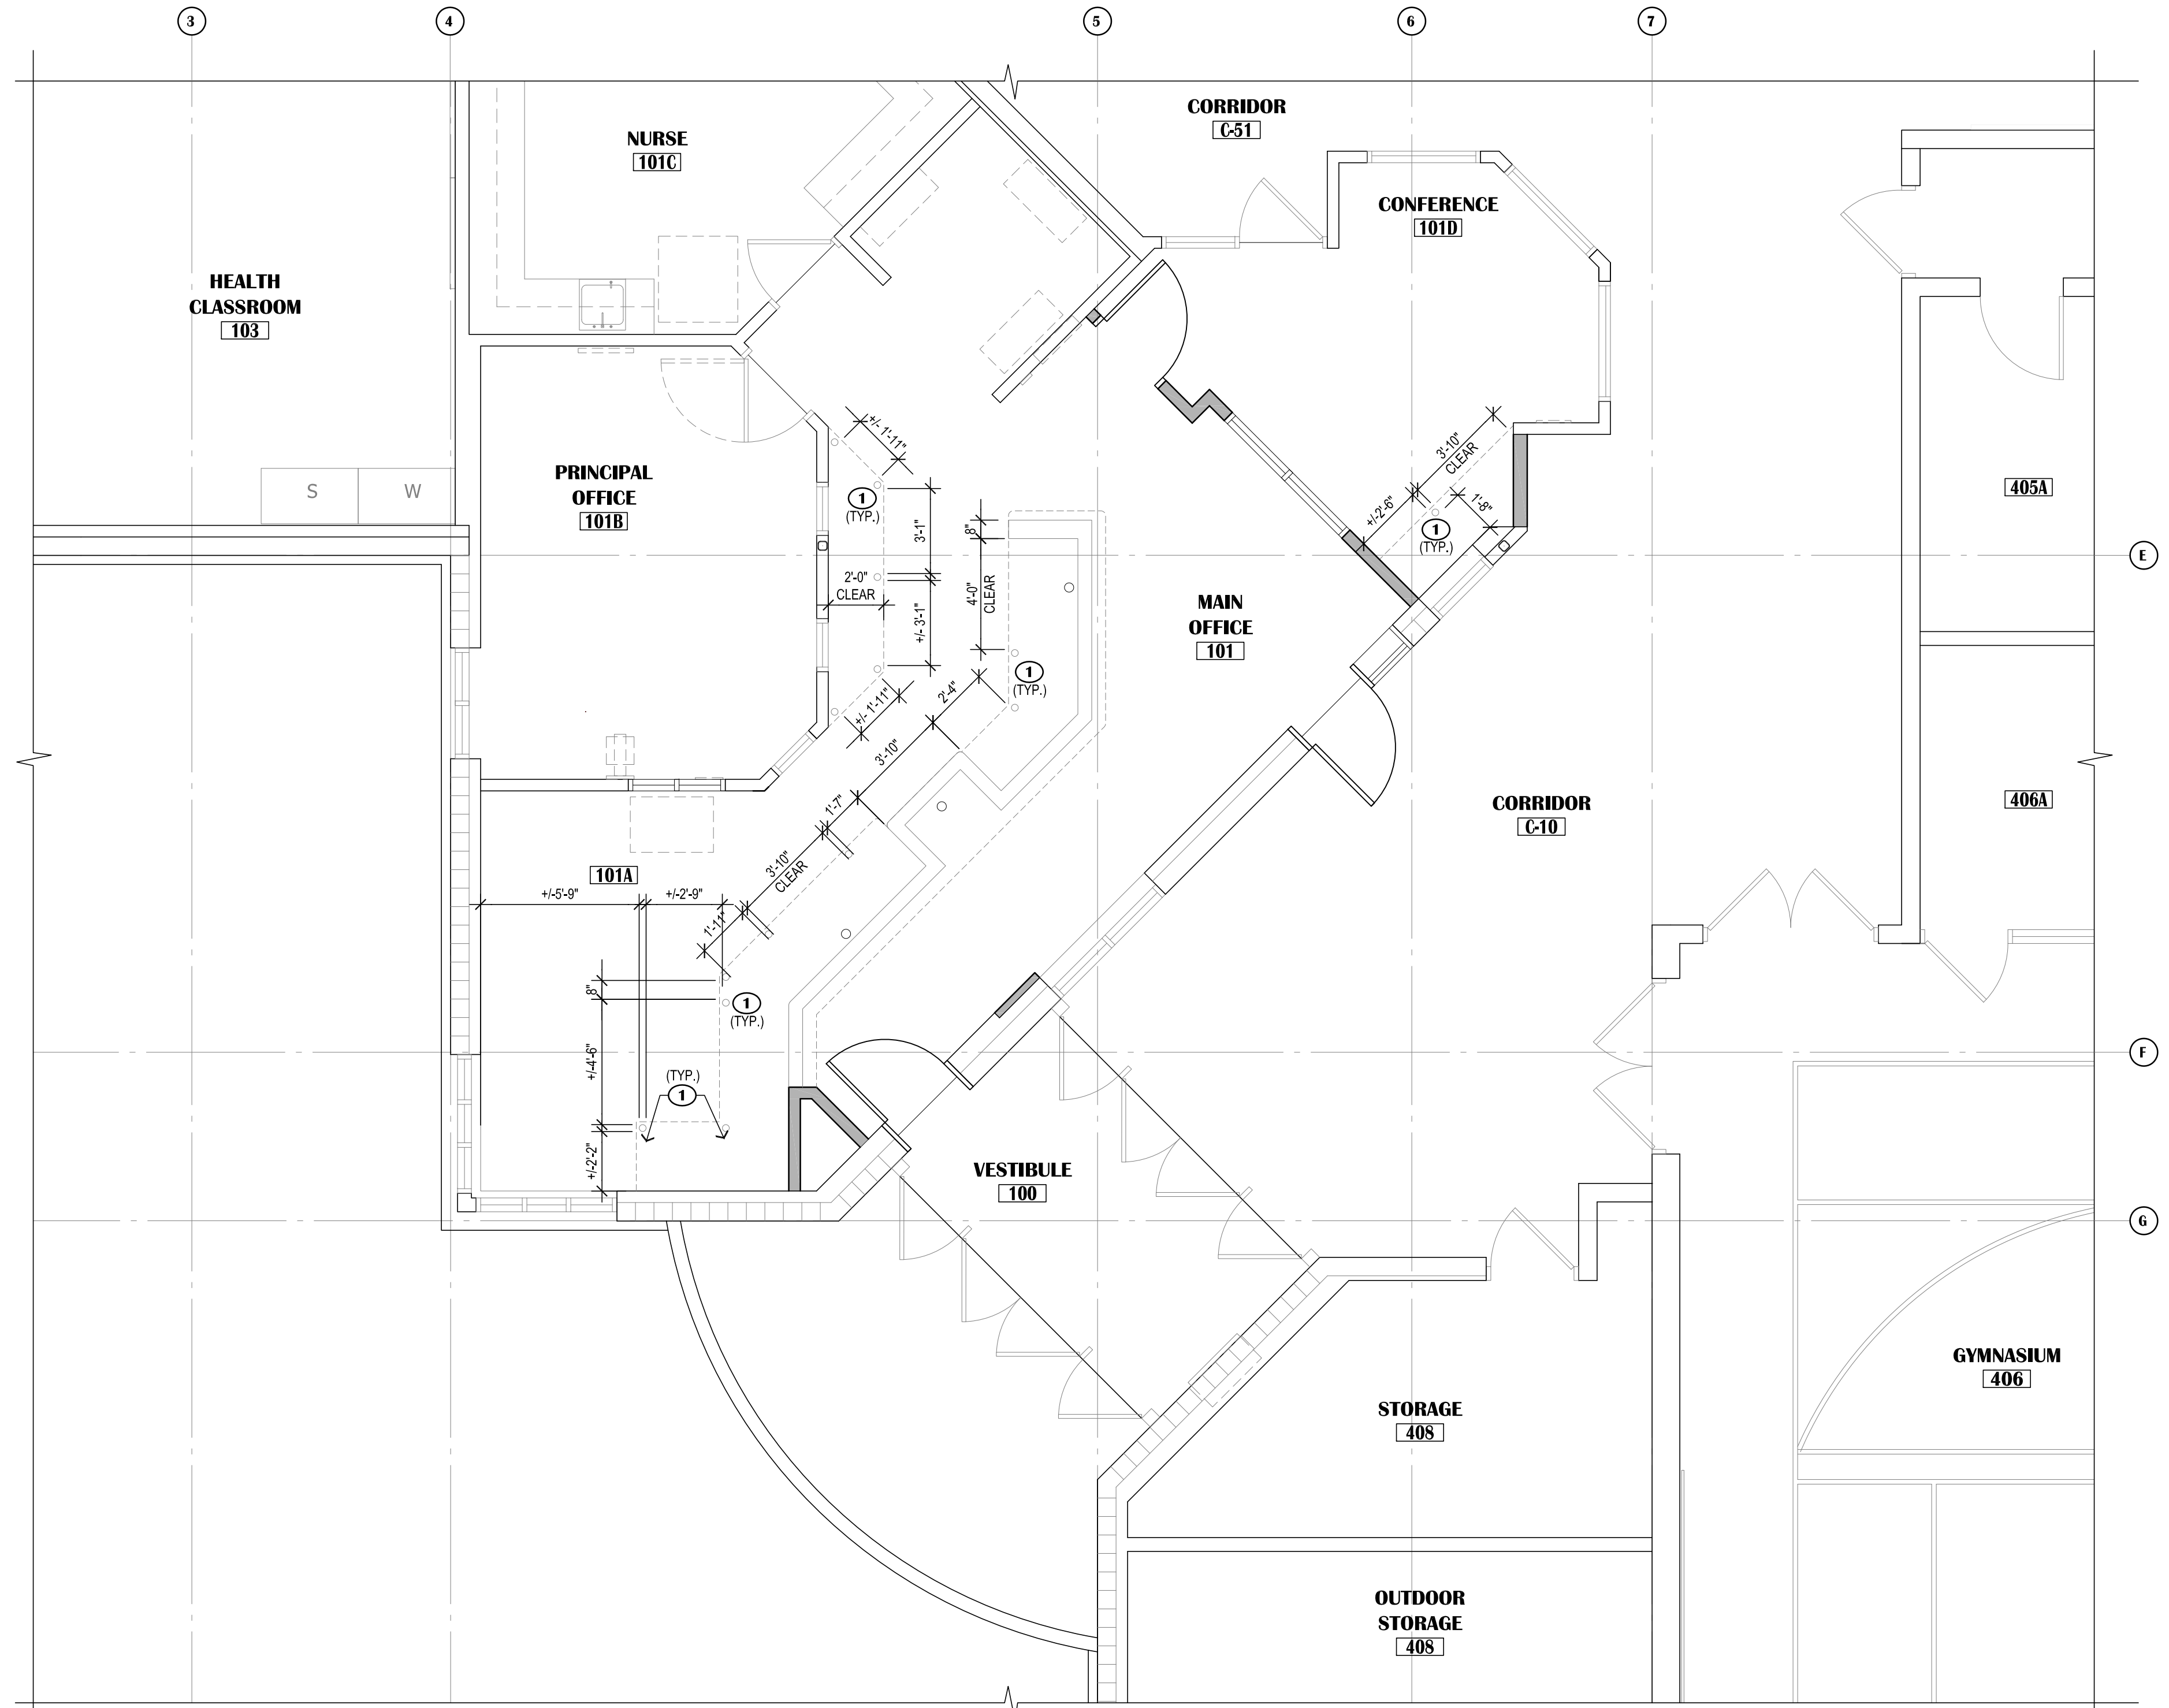 3
4
5
6
7
CORRIDOR
C-51
NURSE
101C
CONFERENCE
101D
HEALTH
CLASSROOM
103
S
W
PRINCIPAL
OFFICE
101B
+/- 1'-11"
1
(TYP.)
3'-1"
2'-0"
CLEAR
+/- 3'-1"
+/- 1'-11"
8"
4'-0"
CLEAR
1
(TYP.)
3'-10"
CLEAR
+/-2'-6"
1'-8"
1
(TYP.)
405A
E
MAIN
OFFICE
101
2'-4"
3'-10"
1'-7"
3'-10"
CLEAR
1'-11"
CORRIDOR
C-10
406A
101A
+/-5'-9"
+/-2'-9"
8"
1
(TYP.)
+/-4'-6"
(TYP.)
1
+/-2'-2"
F
VESTIBULE
100
G
GYMNASIUM
406
STORAGE
408
OUTDOOR
STORAGE
408